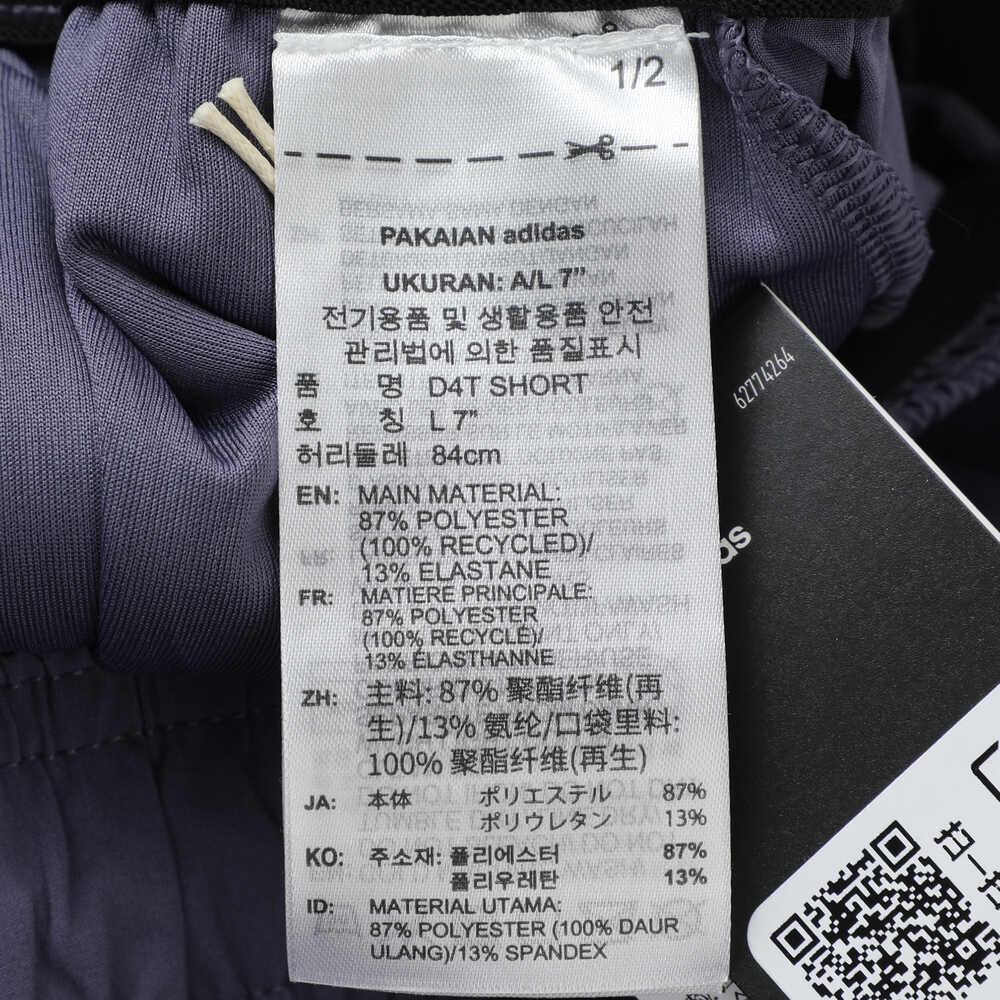 1/2
PAKAIAN adidas
UKURAN: A/L 7"
전기용품 및 생활용품 안전
관리법에 의한 품질표시
품 명 D4T SHORT
호 칭 L 7"
허리둘레 84cm
EN: MAIN MATERIAL:
87% POLYESTER
(100% RECYCLED)/
13% ELASTANE
FR: MATIERE PRINCIPALE:
87% POLYESTER
(100% RECYCLÉ)/
13% ÉLASTHANNE
ZH: 主料: 87% 聚酯纤维(再
生)/13% 氨纶/口袋里料:
100% 聚酯纤维(再生)
JA: 本体 ポリエステル 87%
ポリウレタン 13%
KO: 주소재: 폴리에스터 87%
폴리우레탄 13%
ID: MATERIAL UTAMA:
87% POLYESTER (100% DAUR
ULANG)/13% SPANDEX
62774264
das
扫一扫